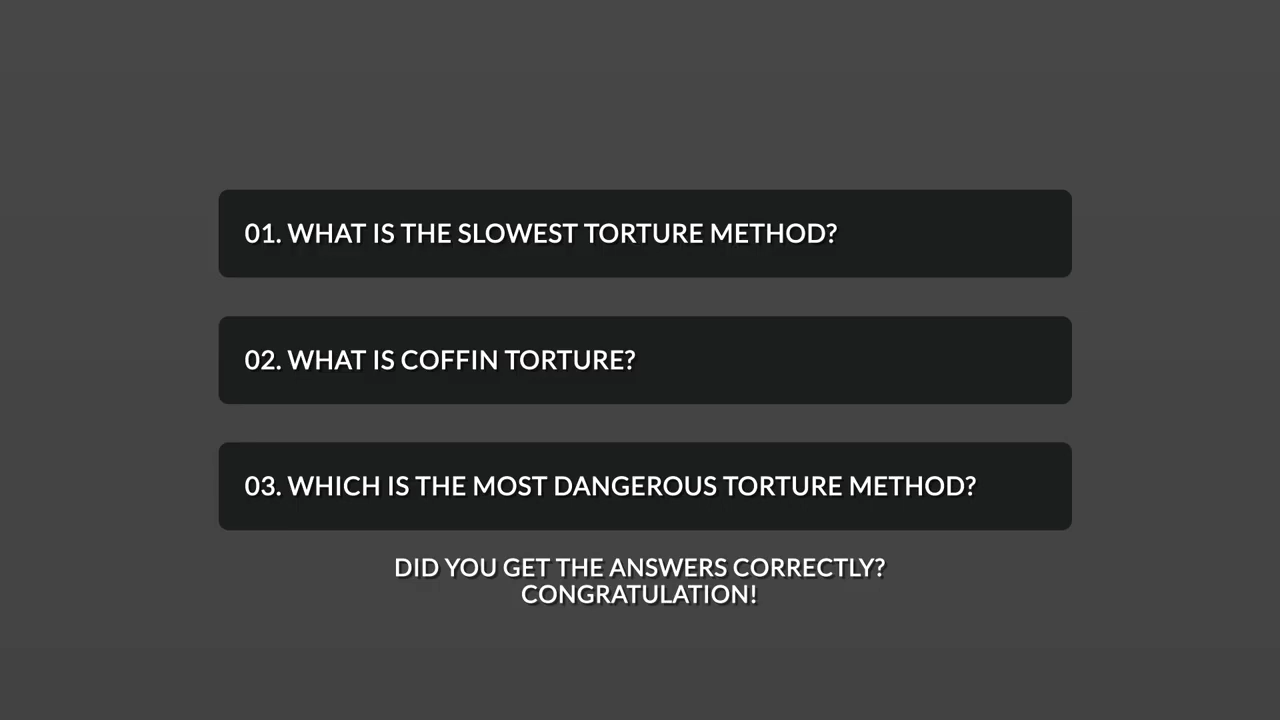 01. WHAT IS THE SLOWEST TORTURE METHOD?
02. WHAT IS COFFIN TORTURE?
03. WHICH IS THE MOST DANGEROUS TORTURE METHOD?
DID YOU GET THE ANSWERS CORRECTLY?
CONGRATULATION!